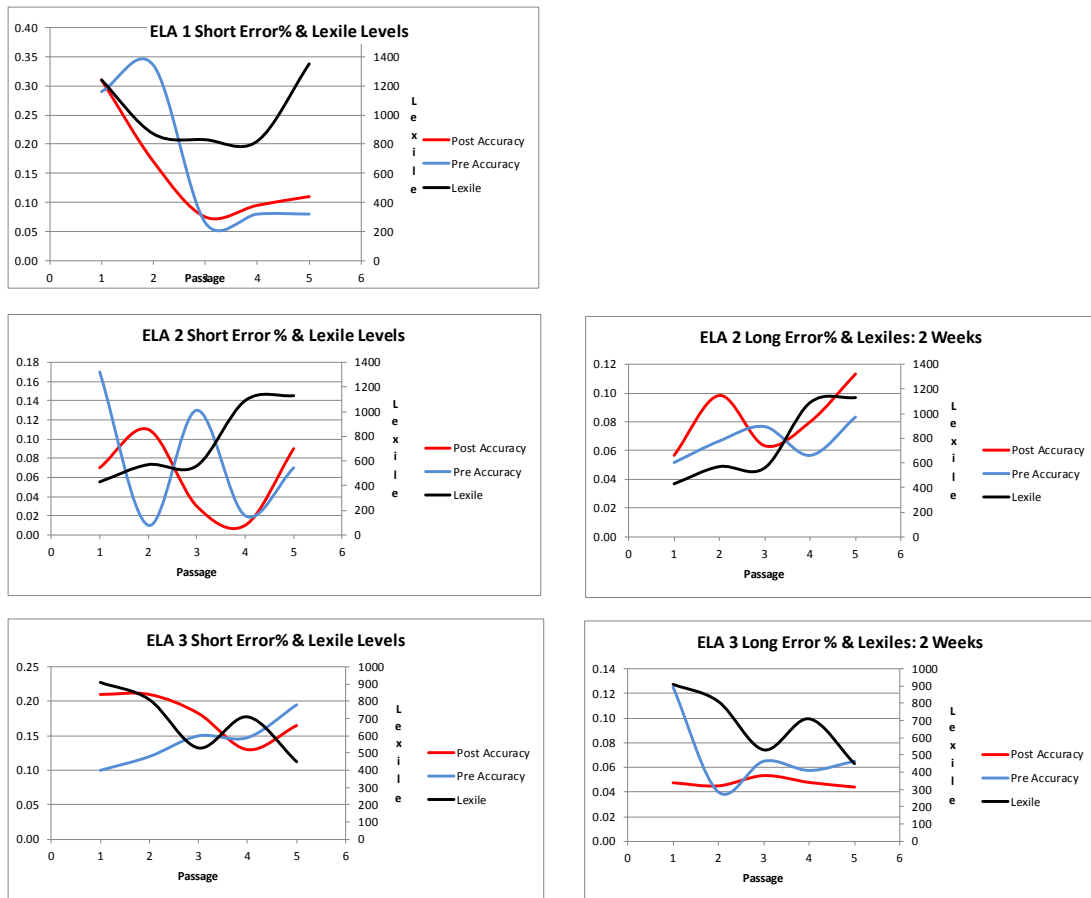 ELA 1 Short Error% & Lexile Levels
0.40
0.35
0.30
0.25
0.20
0.15
0.10
0.05
0.00
1400
1200
1000
800
600
400
200
0
Lexile
0 1 2 3 4 5 6
Passage
Post Accuracy
Pre Accuracy
Lexile
ELA 2 Short Error % & Lexile Levels
0.18
0.16
0.14
0.12
0.10
0.08
0.06
0.04
0.02
0.00
1400
1200
1000
800
600
400
200
0
Lexile
0 1 2 3 4 5 6
Passage
Post Accuracy
Pre Accuracy
Lexile
ELA 2 Long Error% & Lexiles: 2 Weeks
0.12
0.10
0.08
0.06
0.04
0.02
0.00
1400
1200
1000
800
600
400
200
0
Lexile
0 1 2 3 4 5 6
Passage
Post Accuracy
Pre Accuracy
Lexile
ELA 3 Short Error% & Lexile Levels
0.25
0.20
0.15
0.10
0.00
1000
900
800
700
600
500
400
300
200
100
0
Lexile
0 1 2 3 4 5 6
Passage
Post Accuracy
Pre Accuracy
Lexile
ELA 3 Long Error % & Lexiles: 2 Weeks
0.14
0.12
0.10
0.08
0.06
0.04
0.02
0.00
1000
900
800
700
600
500
400
300
200
100
0
Lexile
0 1 2 3 4 5 6
Passage
Post Accuracy
Pre Accuracy
Lexile